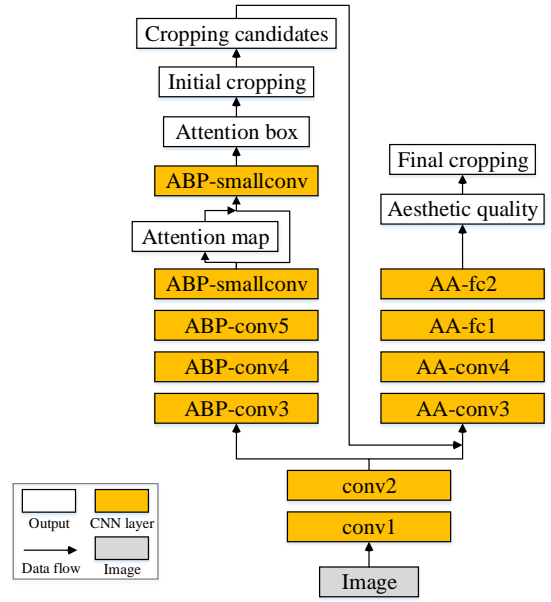 Cropping candidates
Initial cropping
Attention box
ABP-smallconv
Attention map
ABP-smallconv
ABP-conv5
ABP-conv4
ABP-conv3
Final cropping
Aesthetic quality
AA-fc2
AA-fc1
AA-conv4
AA-conv3
conv2
conv1
Image
Output
CNN layer
Data flow
Image